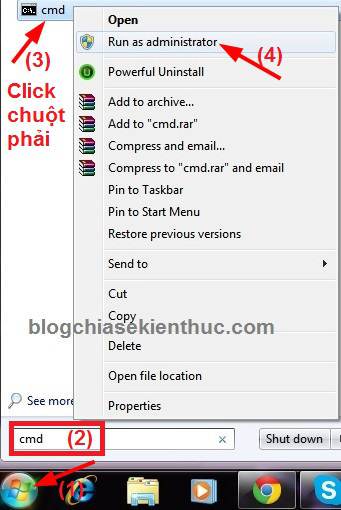 cmd
(3)
Click
chuột
phải
Open
Run as administrator
(4)
Powerful Uninstall
Add to archive...
Add to "cmd.rar"
Compress and email...
Compress to "cmd.rar" and email
Pin to Taskbar
Pin to Start Menu
Restore previous versions
Send to
Cut
Copy
blogchiasekienthuc.com
Delete
Open file location
Properties
See more
cmd (2)
Shut down
(1)